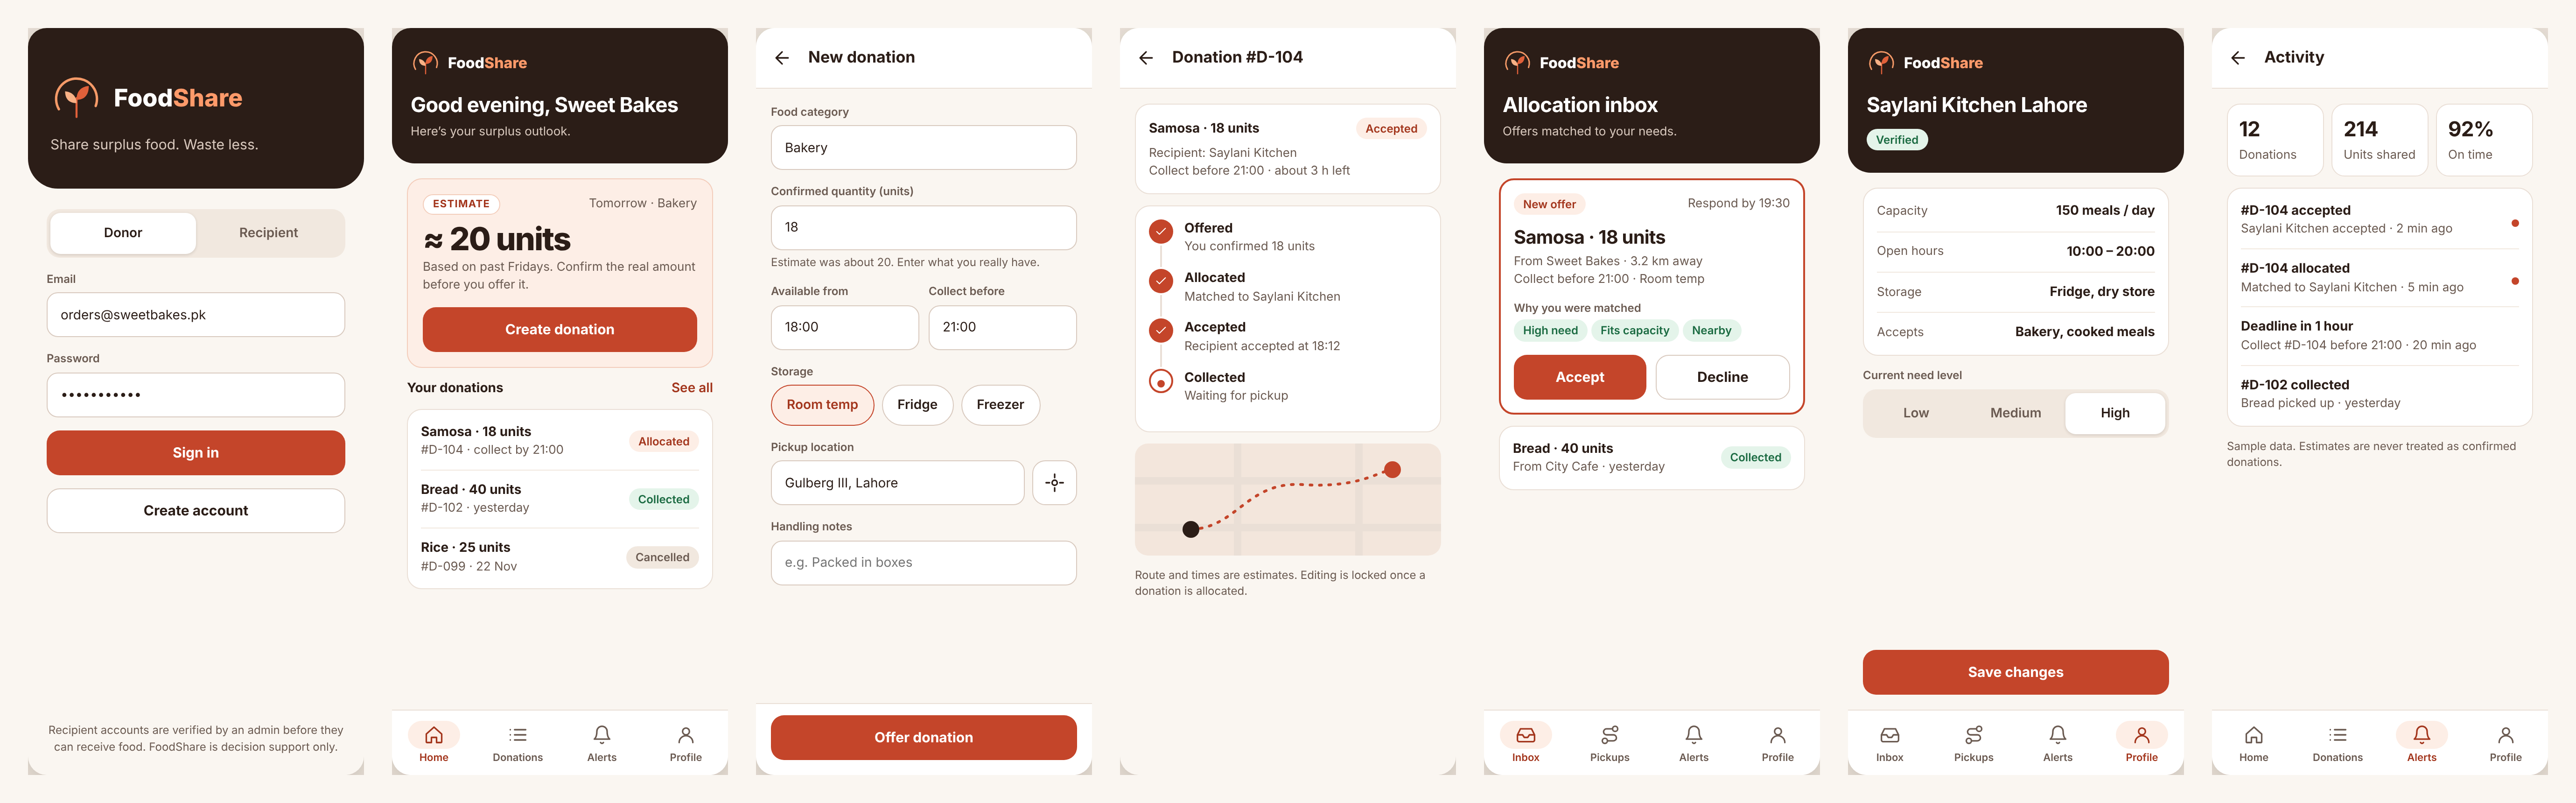 FoodShare
Share surplus food. Waste less.
Donor
Recipient
Email
orders@sweetbakes.pk
Password
•••••••••••
Sign in
Create account
Recipient accounts are verified by an admin before they
can receive food. FoodShare is decision support only.
FoodShare
Good evening, Sweet Bakes
Here's your surplus outlook.
ESTIMATE
Tomorrow · Bakery
≈ 20 units
Based on past Fridays. Confirm the real amount
before you offer it.
Create donation
Your donations
See all
Samosa · 18 units
#D-104 · collect by 21:00
Allocated
Bread · 40 units
#D-102 · yesterday
Collected
Rice · 25 units
#D-099 · 22 Nov
Cancelled
Home
Donations
Alerts
Profile
New donation
Food category
Bakery
Confirmed quantity (units)
18
Estimate was about 20. Enter what you really have.
Available from
Collect before
18:00
21:00
Storage
Room temp
Fridge
Freezer
Pickup location
Gulberg III, Lahore
Handling notes
e.g. Packed in boxes
Offer donation
Donation #D-104
Samosa · 18 units
Accepted
Recipient: Saylani Kitchen
Collect before 21:00 · about 3 h left
Offered
You confirmed 18 units
Allocated
Matched to Saylani Kitchen
Accepted
Recipient accepted at 18:12
Collected
Waiting for pickup
Route and times are estimates. Editing is locked once a
donation is allocated.
FoodShare
Allocation inbox
Offers matched to your needs.
New offer
Respond by 19:30
Samosa · 18 units
From Sweet Bakes · 3.2 km away
Collect before 21:00 · Room temp
Why you were matched
High need
Fits capacity
Nearby
Accept
Decline
Bread · 40 units
From City Cafe · yesterday
Collected
Inbox
Pickups
Alerts
Profile
FoodShare
Saylani Kitchen Lahore
Verified
Capacity
150 meals / day
Open hours
10:00 – 20:00
Storage
Fridge, dry store
Accepts
Bakery, cooked meals
Current need level
Low
Medium
High
Save changes
Inbox
Pickups
Alerts
Profile
Activity
12
Donations
214
Units shared
92%
On time
#D-104 accepted
Saylani Kitchen accepted · 2 min ago
#D-104 allocated
Matched to Saylani Kitchen · 5 min ago
Deadline in 1 hour
Collect #D-104 before 21:00 · 20 min ago
#D-102 collected
Bread picked up · yesterday
Sample data. Estimates are never treated as confirmed
donations.
Home
Donations
Alerts
Profile